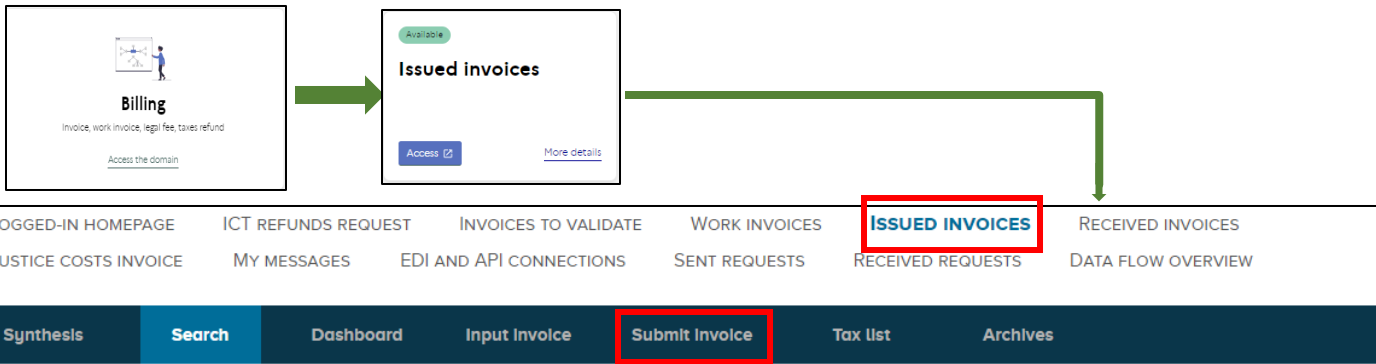 Billing
Invoice, work invoice, legal fee, taxes refund
Access the domain
Available
Issued invoices
Access
More details
OGGED-IN HOMEPAGE ICT REFUNDS REQUEST INVOICES TO VALIDATE WORK INVOICES ISSUED INVOICES RECEIVED INVOICES
USTICE COSTS INVOICE MY MESSAGES EDI AND API CONNECTIONS SENT REQUESTS RECEIVED REQUESTS DATA FLOW OVERVIEW
Synthesis Search Dashboard Input invoice Submit invoice Tax list Archives